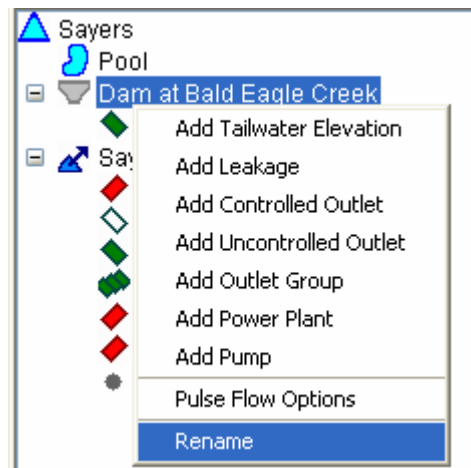 Sayers
Pool
Dam at Bald Eagle Creek
Add Tailwater Elevation
Say
Add Leakage
Add Controlled Outlet
Add Uncontrolled Outlet
Add Outlet Group
Add Power Plant
Add Pump
Pulse Flow Options
Rename